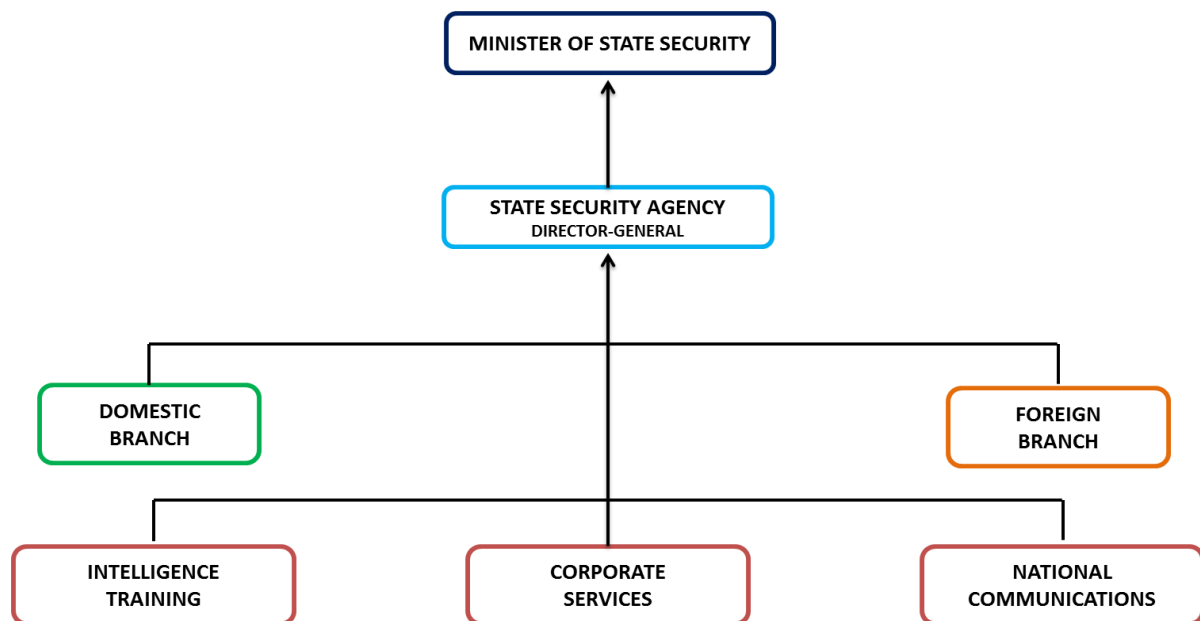 MINISTER OF STATE SECURITY
STATE SECURITY AGENCY
DIRECTOR-GENERAL
DOMESTIC
BRANCH
FOREIGN
BRANCH
INTELLIGENCE
TRAINING
CORPORATE
SERVICES
NATIONAL
COMMUNICATIONS